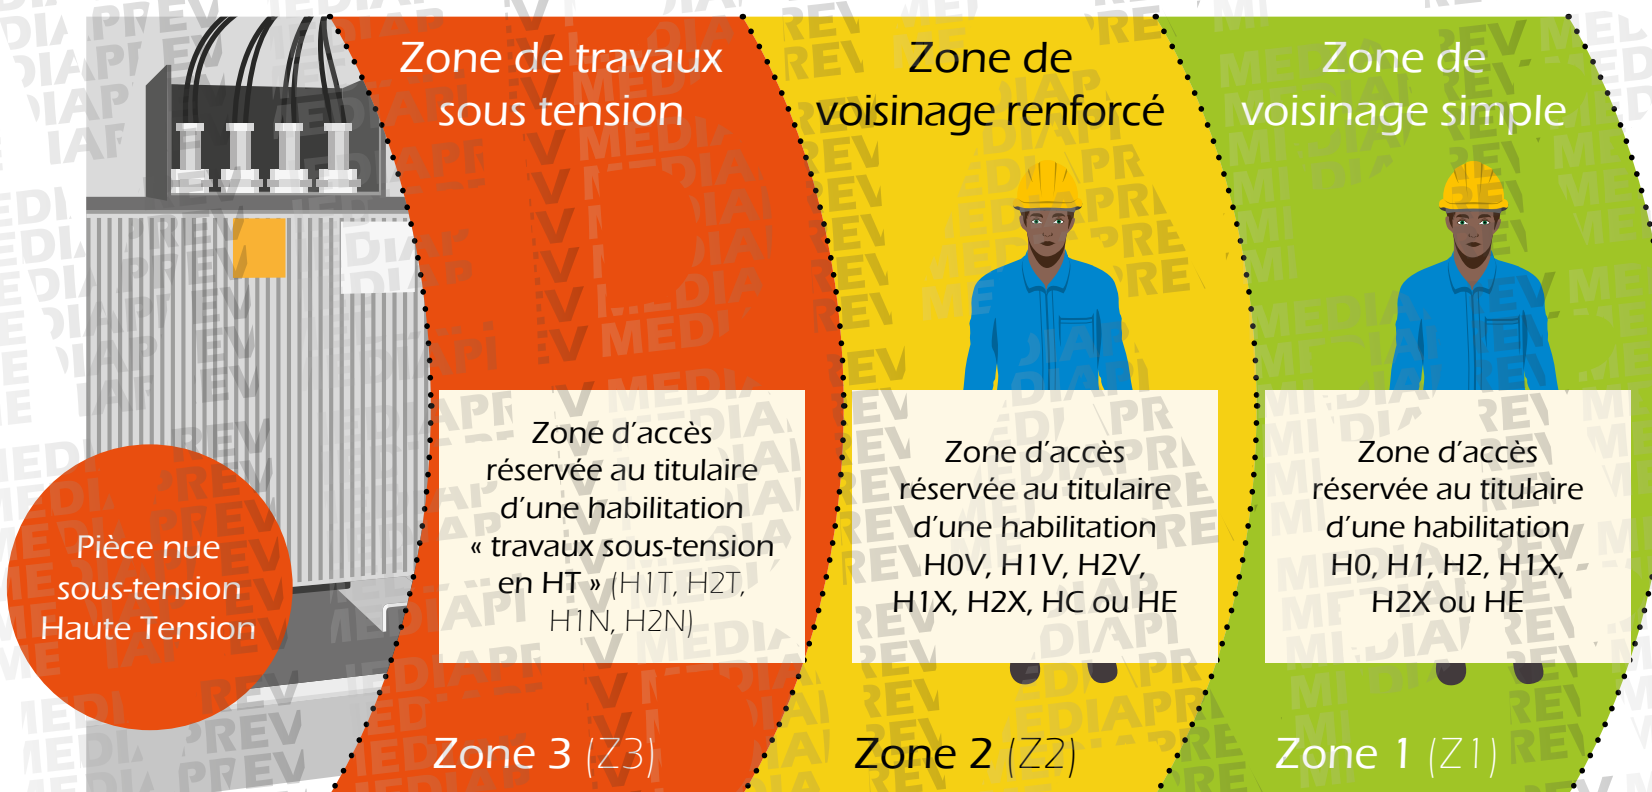 Zone de travaux
sous tension
Zone de
voisinage renforcé
Zone de
voisinage simple
Pièce nue
sous-tension
Haute Tension
Zone d'accès
réservée au titulaire
d'une habilitation
« travaux sous-tension
en HT » (H1T, H2T,
H1N, H2N)
Zone d'accès
réservée au titulaire
d'une habilitation
H0V, H1V, H2V,
H1X, H2X, HC ou HE
Zone d'accès
réservée au titulaire
d'une habilitation
H0, H1, H2, H1X,
H2X ou HE
Zone 3 (Z3)
Zone 2 (Z2)
Zone 1 (Z1)